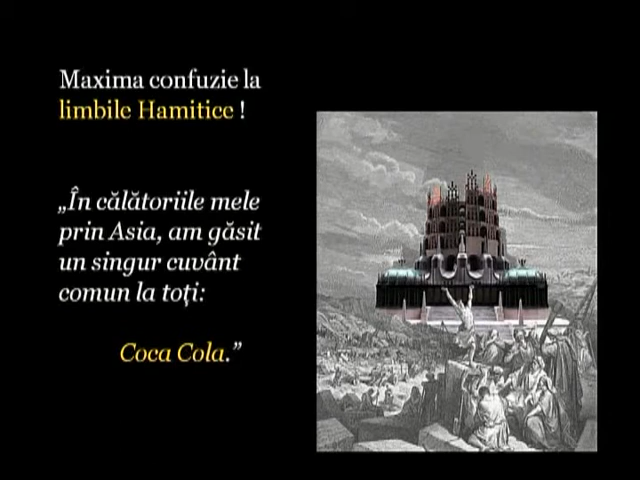 Maxima confuzie la
limbile Hamitice !
„În călătoriile mele
prin Asia, am găsit
un singur cuvânt
comun la toți:
Coca Cola.”